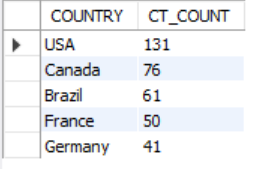 COUNTRY CT_COUNT
USA 131
Canada 76
Brazil 61
France 50
Germany 41